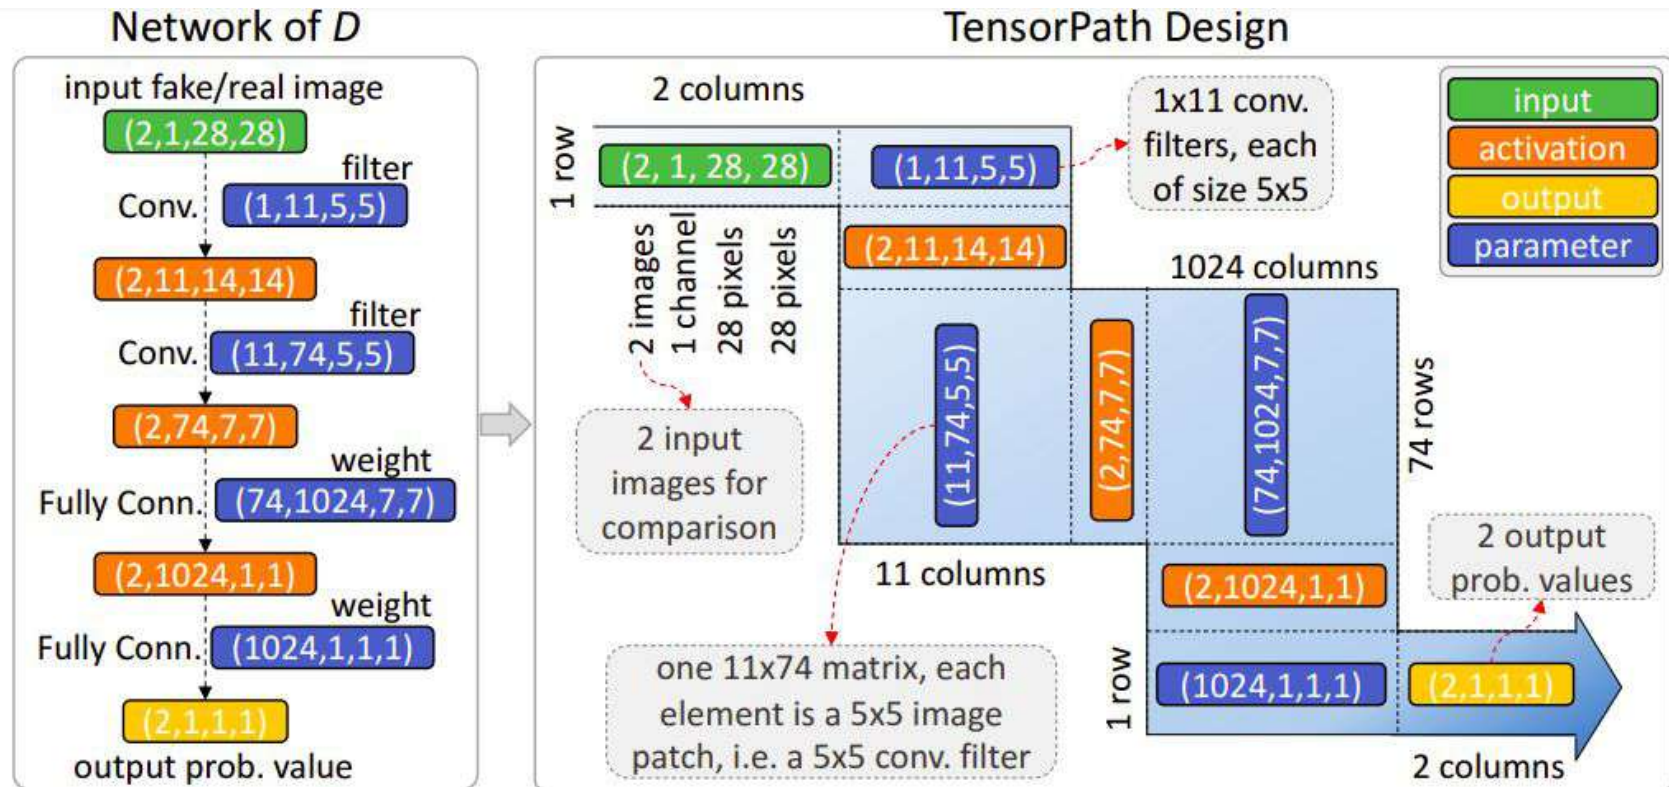 Network of D
input fake/real image
(2,1,28,28)
filter
Conv.
(1,11,5,5)
(2,11,14,14)
filter
Conv.
(11,74,5,5)
(2,74,7,7)
weight
Fully Conn.
(74,1024,7,7)
(2,1024,1,1)
weight
Fully Conn.
(1024,1,1,1)
(2,1,1,1)
output prob. value
TensorPath Design
2 columns
1 row
(2, 1, 28, 28)
(1,11,5,5)
1x11 conv.
filters, each
of size 5x5
input
activation
output
parameter
2 images
1 channel
28 pixels
28 pixels
(2,11,14,14)
1024 columns
(11,74,5,5)
(2,74,7,7)
(74,1024,7,7)
74 rows
2 input
images for
comparison
11 columns
(2,1024,1,1)
2 output
prob. values
one 11x74 matrix, each
element is a 5x5 image
patch, i.e. a 5x5 conv. filter
1 row
(1024,1,1,1)
(2,1,1,1)
2 columns